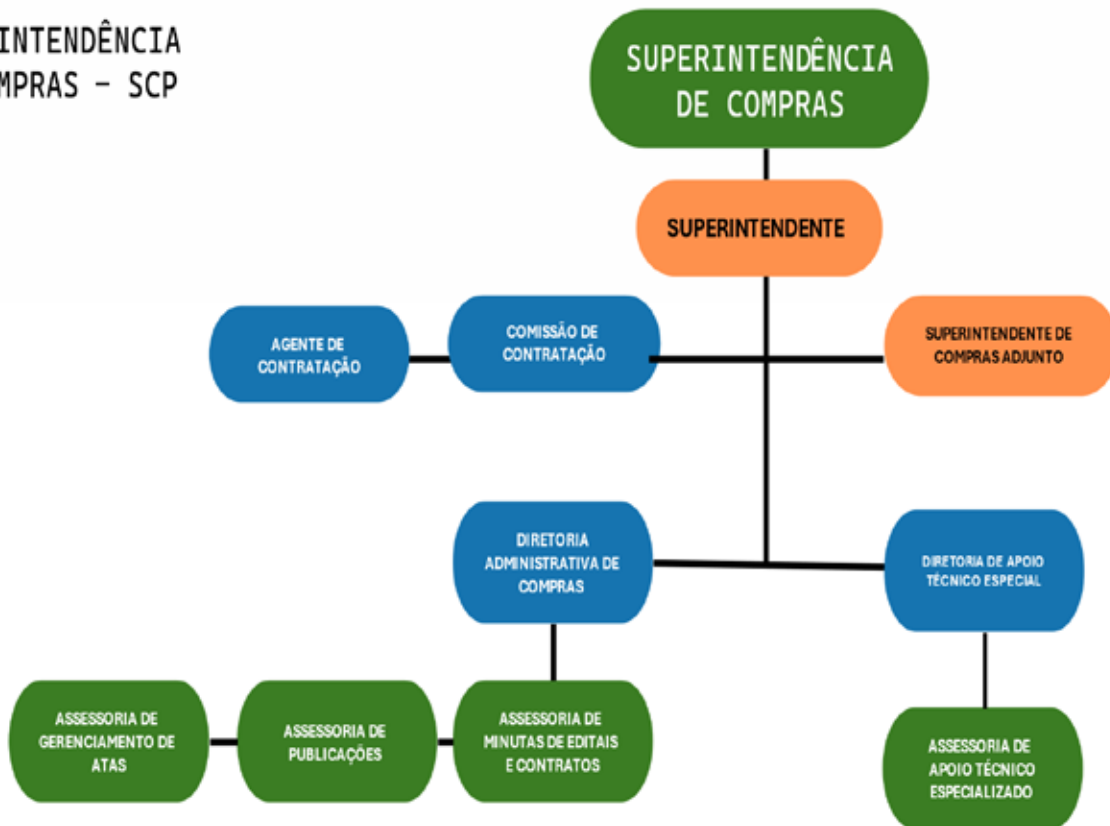 INTENDÊNCIA
MPRAS – SCP
SUPERINTENDÊNCIA
DE COMPRAS
SUPERINTENDENTE
AGENTE DE
CONTRATAÇÃO
COMISSÃO DE
CONTRATAÇÃO
SUPERINTENDENTE DE
COMPRAS ADJUNTO
DIRETORIA
ADMINISTRATIVA DE
COMPRAS
DIRETORIA DE APOIO
TÉCNICO ESPECIAL
ASSESSORIA DE
GERENCIAMENTO DE
ATAS
ASSESSORIA DE
PUBLICAÇÕES
ASSESSORIA DE
MINUTAS DE EDITAIS
E CONTRATOS
ASSESSORIA DE
APOIO TÉCNICO
ESPECIALIZADO